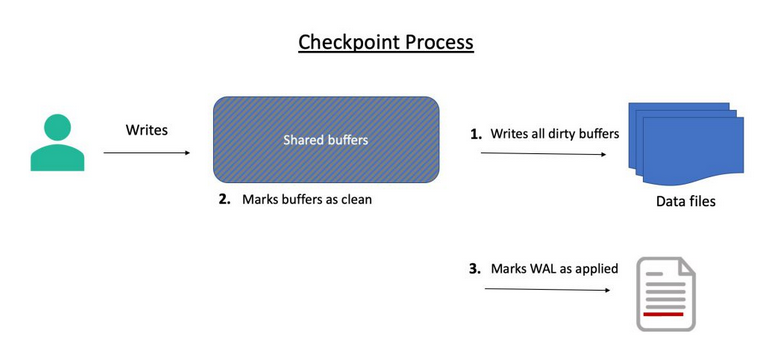 Checkpoint Process
Writes
Shared buffers
1. Writes all dirty buffers
2. Marks buffers as clean
Data files
3. Marks WAL as applied